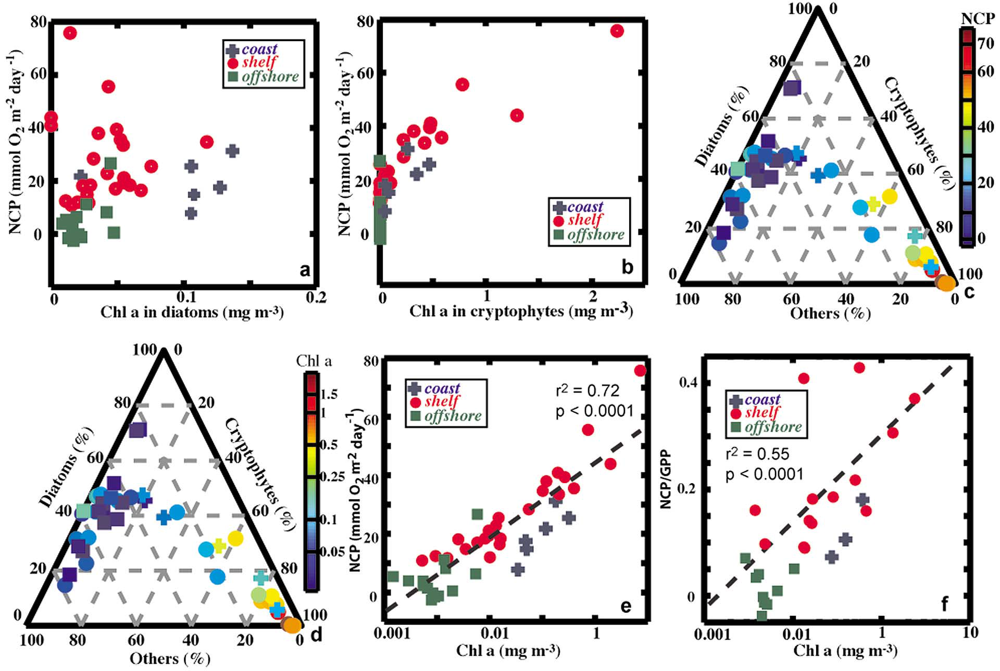 80
60
40
20
0
NCP (mmol O2 m-2 day -1)
coast
shelf
offshore
a
0
0.1
0.2
Chl a in diatoms (mg m-3)
80
60
40
20
0
NCP (mmol O2 m-2 day -1)
coast
shelf
offshore
b
0
1
2
Chl a in cryptophytes (mg m-3)
100
0
80
20
60
40
40
60
20
80
0
100
Diatoms (%)
Cryptophytes (%)
100
80
60
40
20
0
Others (%)
c
NCP
70
60
40
20
0
100
0
80
20
60
40
40
60
20
80
0
100
Diatoms (%)
Cryptophytes (%)
100
80
60
40
20
0
Others (%)
d
Chl a
1.5
1
0.5
0.25
0.1
0.05
80
60
40
20
0
NCP (mmol O2 m-2 day-1)
coast
shelf
offshore
r2 = 0.72
p < 0.0001
e
0.001
0.01
1
Chl a (mg m-3)
0.4
0.2
0
NCP/GPP
coast
shelf
offshore
r2 = 0.55
p < 0.0001
f
0.001
0.01
1
10
Chl a (mg m-3)